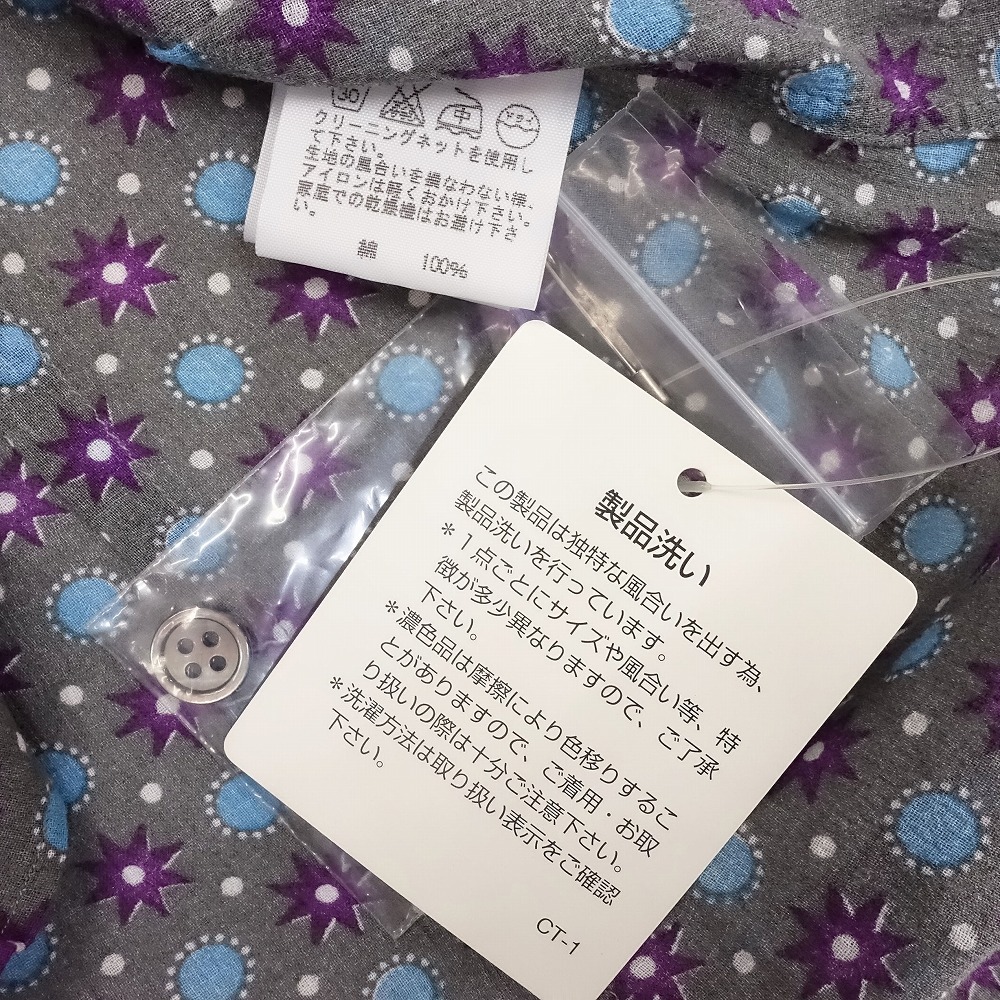 30
中
クリーニングネットを使用し
て下さい。
生地の風合いを損なわない様、
アイロンは軽くおかけ下さい。
家庭での乾燥機はお避け下さ
い。
綿 100%
製品洗い
この製品は独特な風合いを出す為、
製品洗いを行っています。
＊１点ごとにサイズや風合い等、特
徴が多少異なりますので、ご了承
下さい。
＊濃色品は摩擦により色移りするこ
とがありますので、ご着用・お取
り扱いの際は十分ご注意下さい。
＊洗濯方法は取り扱い表示をご確認
下さい。
CT-1